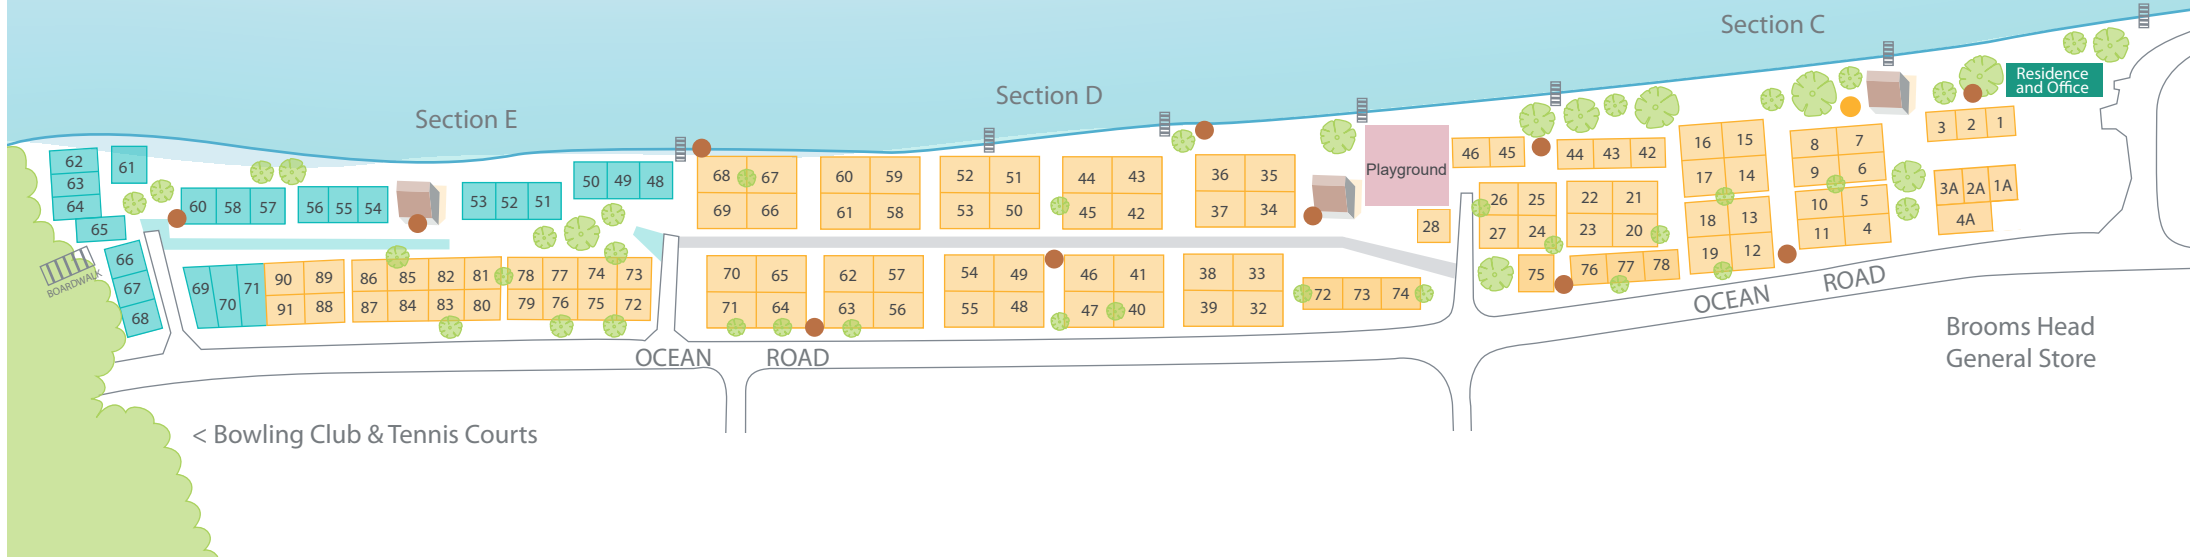 Section C
Section D
Section E
Residence
and Office
Playground
3 2 1
46 45
44 43 42
16 15
17 14
8 7
9 6
3A 2A 1A
4A
10 5
11 4
18 13
19 12
26 25
27 24
22 21
23 20
28
75
76 77 78
72 73 74
36 35
37 34
44 43
45 42
52 51
53 50
60 59
61 58
68 67
69 66
38 33
39 32
46 41
47 40
54 49
55 48
62 57
63 56
70 65
71 64
50 49 48
53 52 51
56 55 54
60 58 57
61
62
63
64
65
66
67
68
69 70 71
90 89
91 88
86 85 82 81
87 84 83 80
78 77 74 73
79 76 75 72
BOARDWALK
OCEAN ROAD
OCEAN ROAD
Brooms Head
General Store
< Bowling Club & Tennis Courts